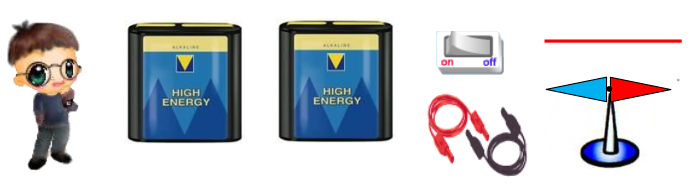 ALKALINE
HIGH
ENERGY
ALKALINE
HIGH
ENERGY
on off